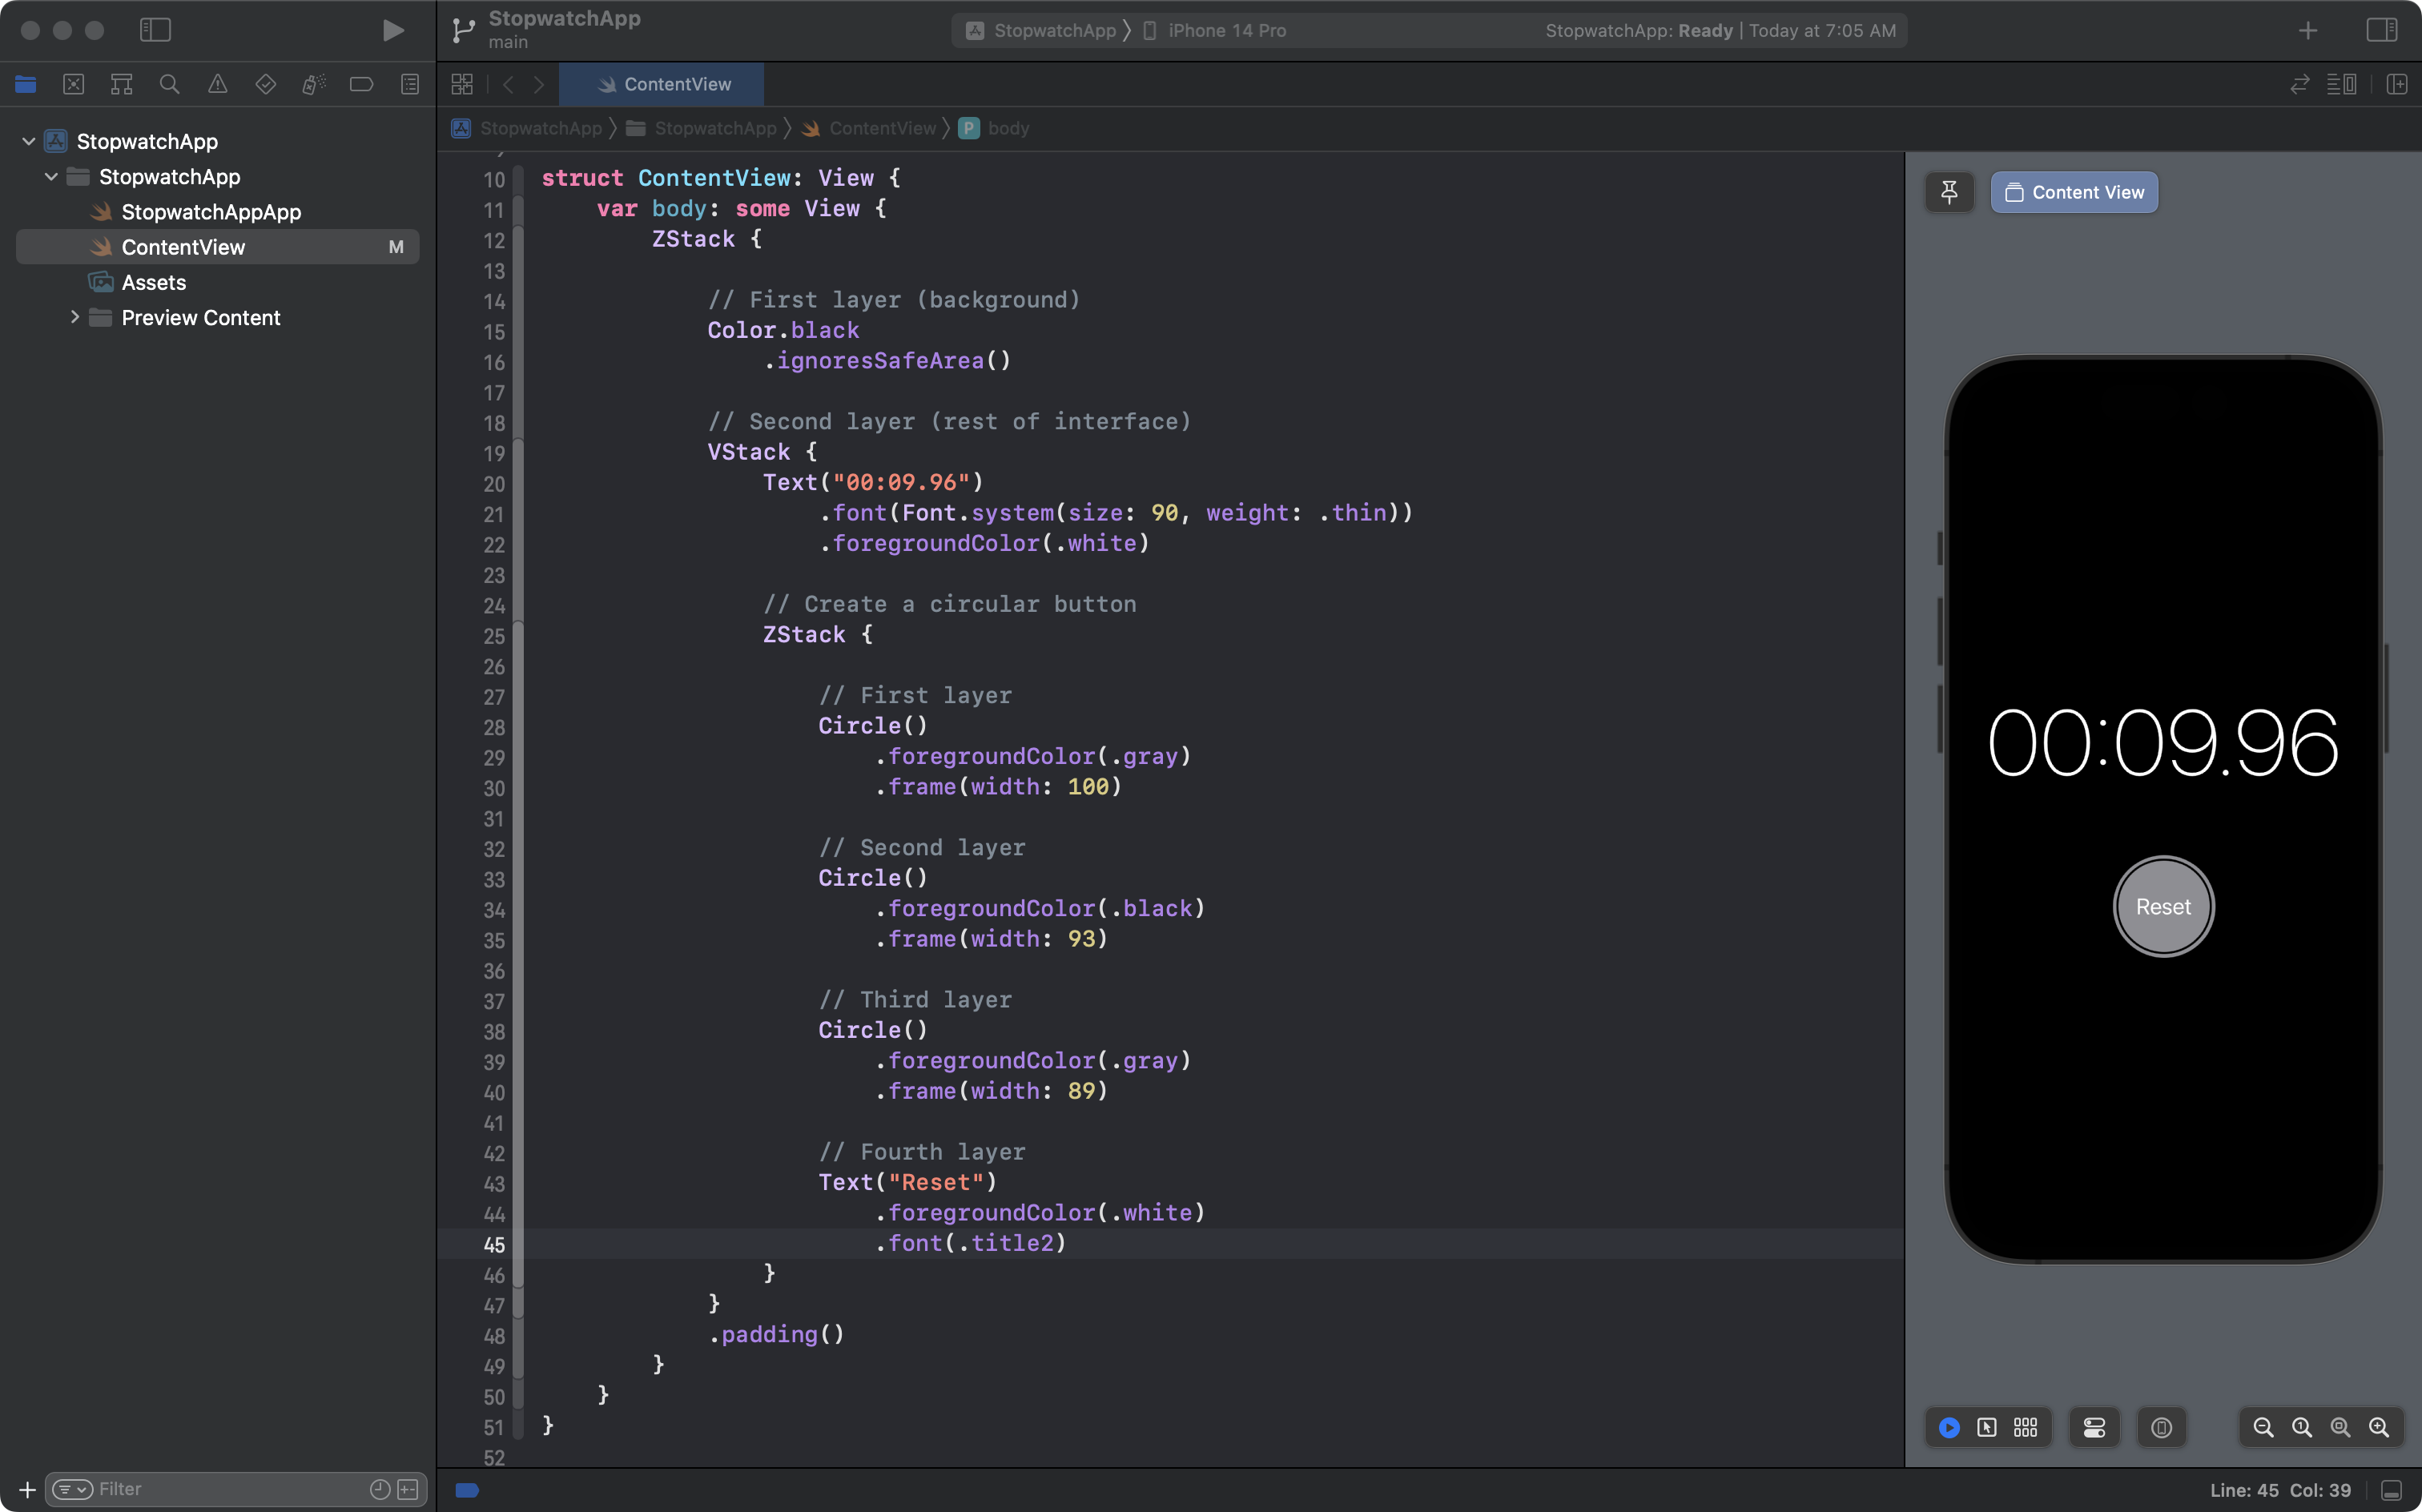 StopwatchApp
main
StopwatchApp 〉 iPhone 14 Pro
StopwatchApp: Ready | Today at 7:05 AM
ContentView
StopwatchApp 〉 StopwatchApp 〉 ContentView 〉 P body
StopwatchApp
StopwatchApp
StopwatchAppApp
ContentView M
Assets
Preview Content
10 struct ContentView: View {
11 var body: some View {
12 ZStack {
13
14 // First layer (background)
15 Color.black
16 .ignoresSafeArea()
17
18 // Second layer (rest of interface)
19 VStack {
20 Text("00:09.96")
21 .font(Font.system(size: 90, weight: .thin))
22 .foregroundColor(.white)
23
24 // Create a circular button
25 ZStack {
26
27 // First layer
28 Circle()
29 .foregroundColor(.gray)
30 .frame(width: 100)
31
32 // Second layer
33 Circle()
34 .foregroundColor(.black)
35 .frame(width: 93)
36
37 // Third layer
38 Circle()
39 .foregroundColor(.gray)
40 .frame(width: 89)
41
42 // Fourth layer
43 Text("Reset")
44 .foregroundColor(.white)
45 .font(.title2)
46 }
47 }
48 .padding()
49 }
50 }
51 }
52
Content View
00:09.96
Reset
Filter
Line: 45 Col: 39